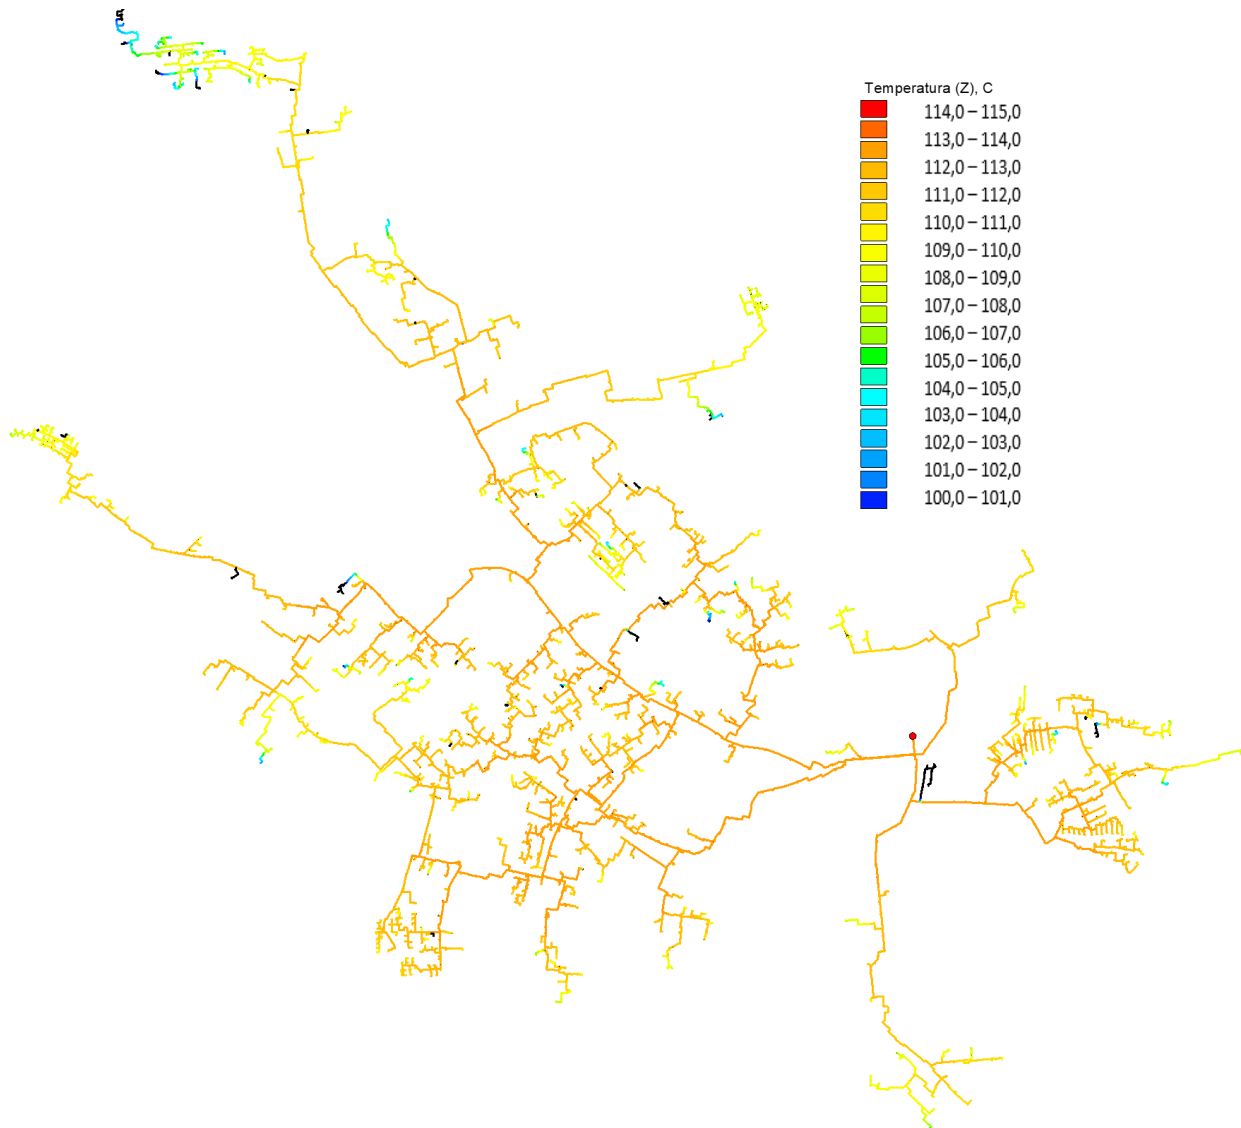 Temperatura (Z), C
114,0 – 115,0
113,0 – 114,0
112,0 – 113,0
111,0 – 112,0
110,0 – 111,0
109,0 – 110,0
108,0 – 109,0
107,0 – 108,0
106,0 – 107,0
105,0 – 106,0
104,0 – 105,0
103,0 – 104,0
102,0 – 103,0
101,0 – 102,0
100,0 – 101,0